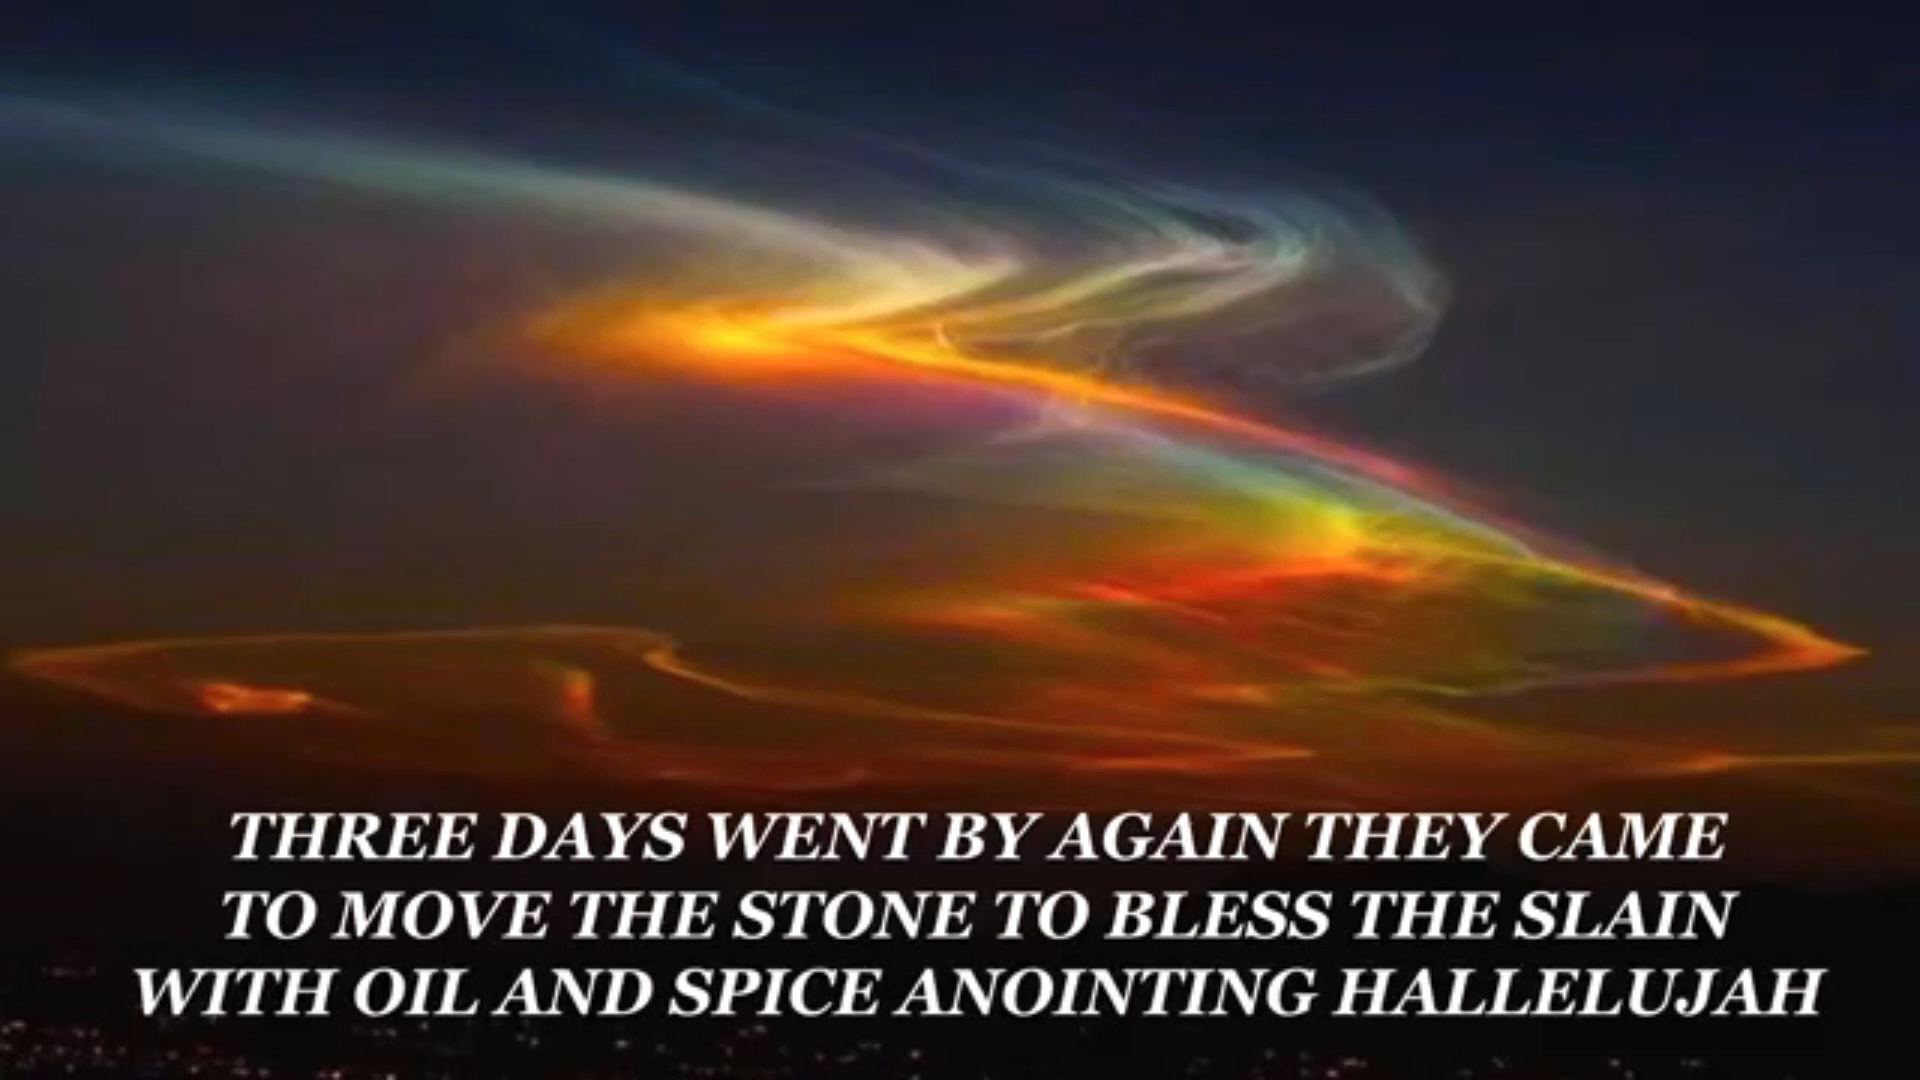 THREE DAYS WENT BY AGAIN THEY CAME
TO MOVE THE STONE TO BLESS THE SLAIN
WITH OIL AND SPICE ANOINTING HALLELUJAH